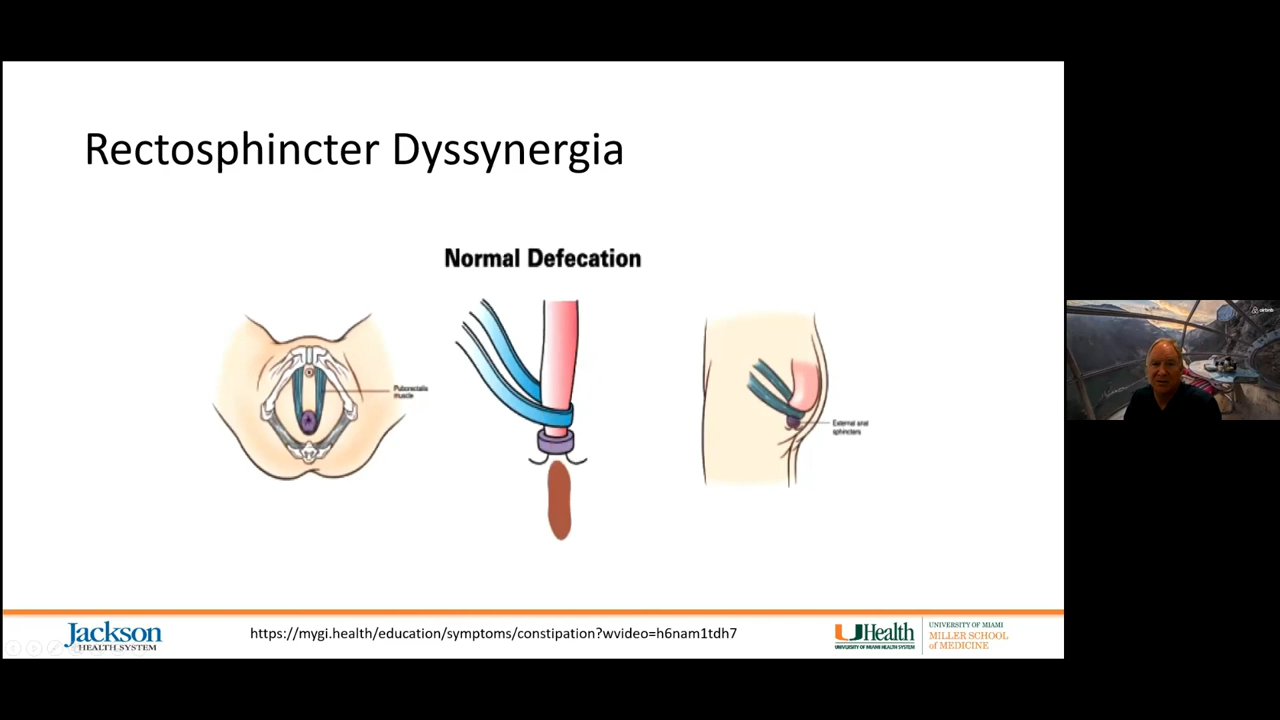 Rectosphincter Dyssynergia
Normal Defecation
Puborectalis
muscle
External anal
sphincters
airbnb
Jackson
HEALTH SYSTEM
https://mygi.health/education/symptoms/constipation?wvideo=h6nam1tdh7
UHealth
UNIVERSITY OF MIAMI HEALTH SYSTEM
UNIVERSITY OF MIAMI
MILLER SCHOOL
of MEDICINE